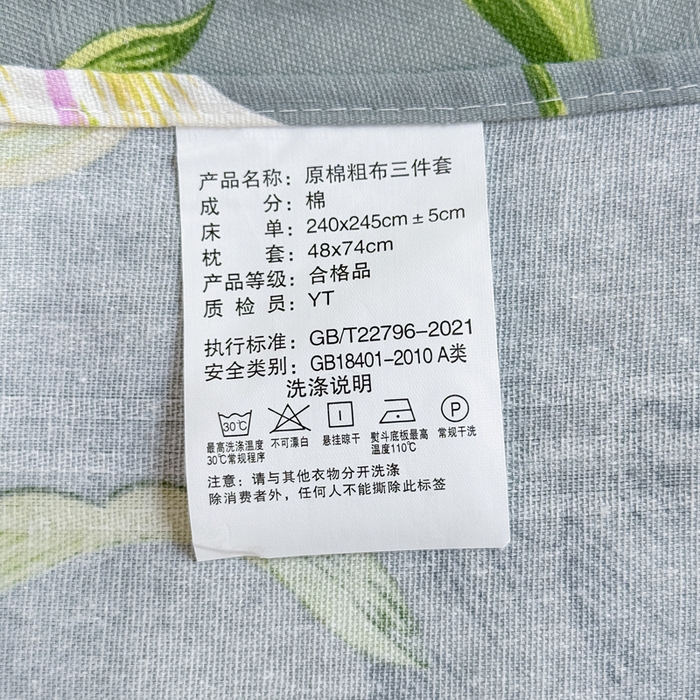 产品名称：原棉粗布三件套
成 分：棉
床 单：240x245cm±5cm
枕 套：48x74cm
产品等级：合格品
质 检 员：YT
执行标准：GB/T22796-2021
安全类别：GB18401-2010 A类
洗涤说明
30℃ P
最高洗涤温度 不可漂白 悬挂晾干 熨斗底板最高 常规干洗
30℃常规程序 温度110℃
注意：请与其他衣物分开洗涤
除消费者外，任何人不能撕除此标签